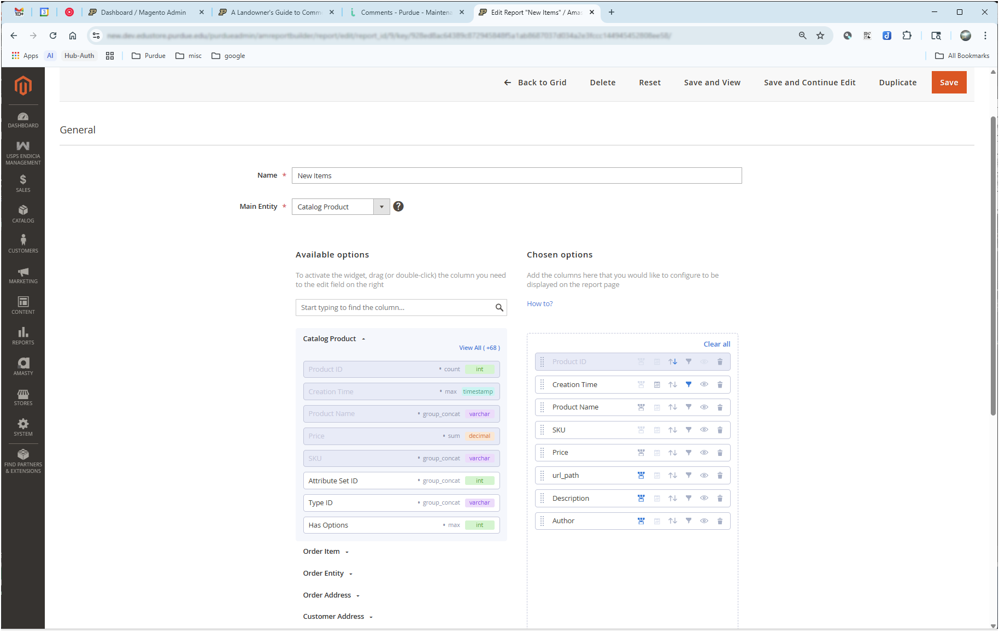 100+
3
Dashboard / Magento Admin
A Landowner's Guide to Comm
Comments - Purdue - Maintena
Edit Report "New Items" / Amas
Apps
AI
Hub-Auth
Purdue
misc
google
All Bookmarks
Back to Grid
Delete
Reset
Save and View
Save and Continue Edit
Duplicate
Save
DASHBOARD
USPS ENDICIA
MANAGEMENT
SALES
CATALOG
CUSTOMERS
MARKETING
CONTENT
REPORTS
AMASTY
STORES
SYSTEM
FIND PARTNERS
& EXTENSIONS
General
Name *
New Items
Main Entity *
Catalog Product
?
Available options
To activate the widget, drag (or double-click) the column you need
to the edit field on the right
Start typing to find the column...
Catalog Product
View All ( +68 )
Product ID • count int
Creation Time • max timestamp
Product Name • group_concat varchar
Price • sum decimal
SKU • group_concat varchar
Attribute Set ID • group_concat int
Type ID • group_concat varchar
Has Options • max int
Order Item
Order Entity
Order Address
Customer Address
Chosen options
Add the columns here that you would like to configure to be
displayed on the report page
How to?
Clear all
Product ID
Creation Time
Product Name
SKU
Price
url_path
Description
Author